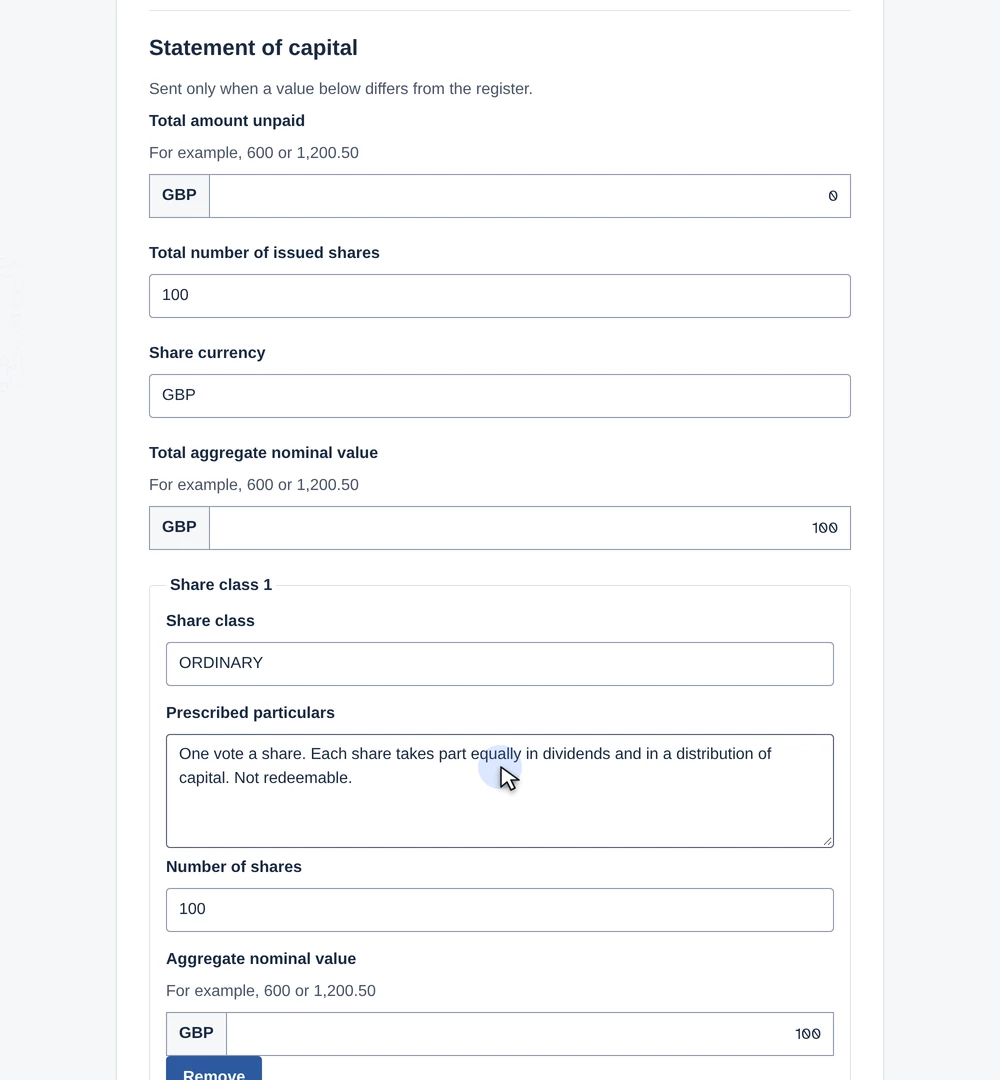 Statement of capital
Sent only when a value below differs from the register.
Total amount unpaid
For example, 600 or 1,200.50
GBP 0
Total number of issued shares
100
Share currency
GBP
Total aggregate nominal value
For example, 600 or 1,200.50
GBP 100
Share class 1
Share class
ORDINARY
Prescribed particulars
One vote a share. Each share takes part equally in dividends and in a distribution of
capital. Not redeemable.
Number of shares
100
Aggregate nominal value
For example, 600 or 1,200.50
GBP 100
Remove